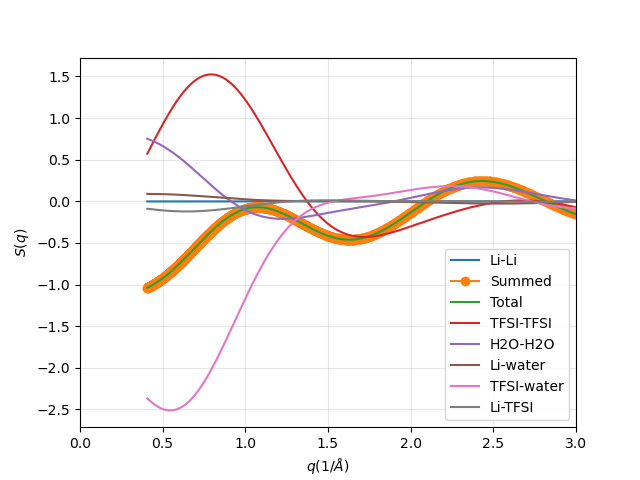 1.5
1.0
0.5
0.0
−0.5
−1.0
−1.5
−2.0
−2.5
S(q)
Li-Li
Summed
Total
TFSI-TFSI
H2O-H2O
Li-water
TFSI-water
Li-TFSI
0.0 0.5 1.0 1.5 2.0 2.5 3.0
q(1/Å)